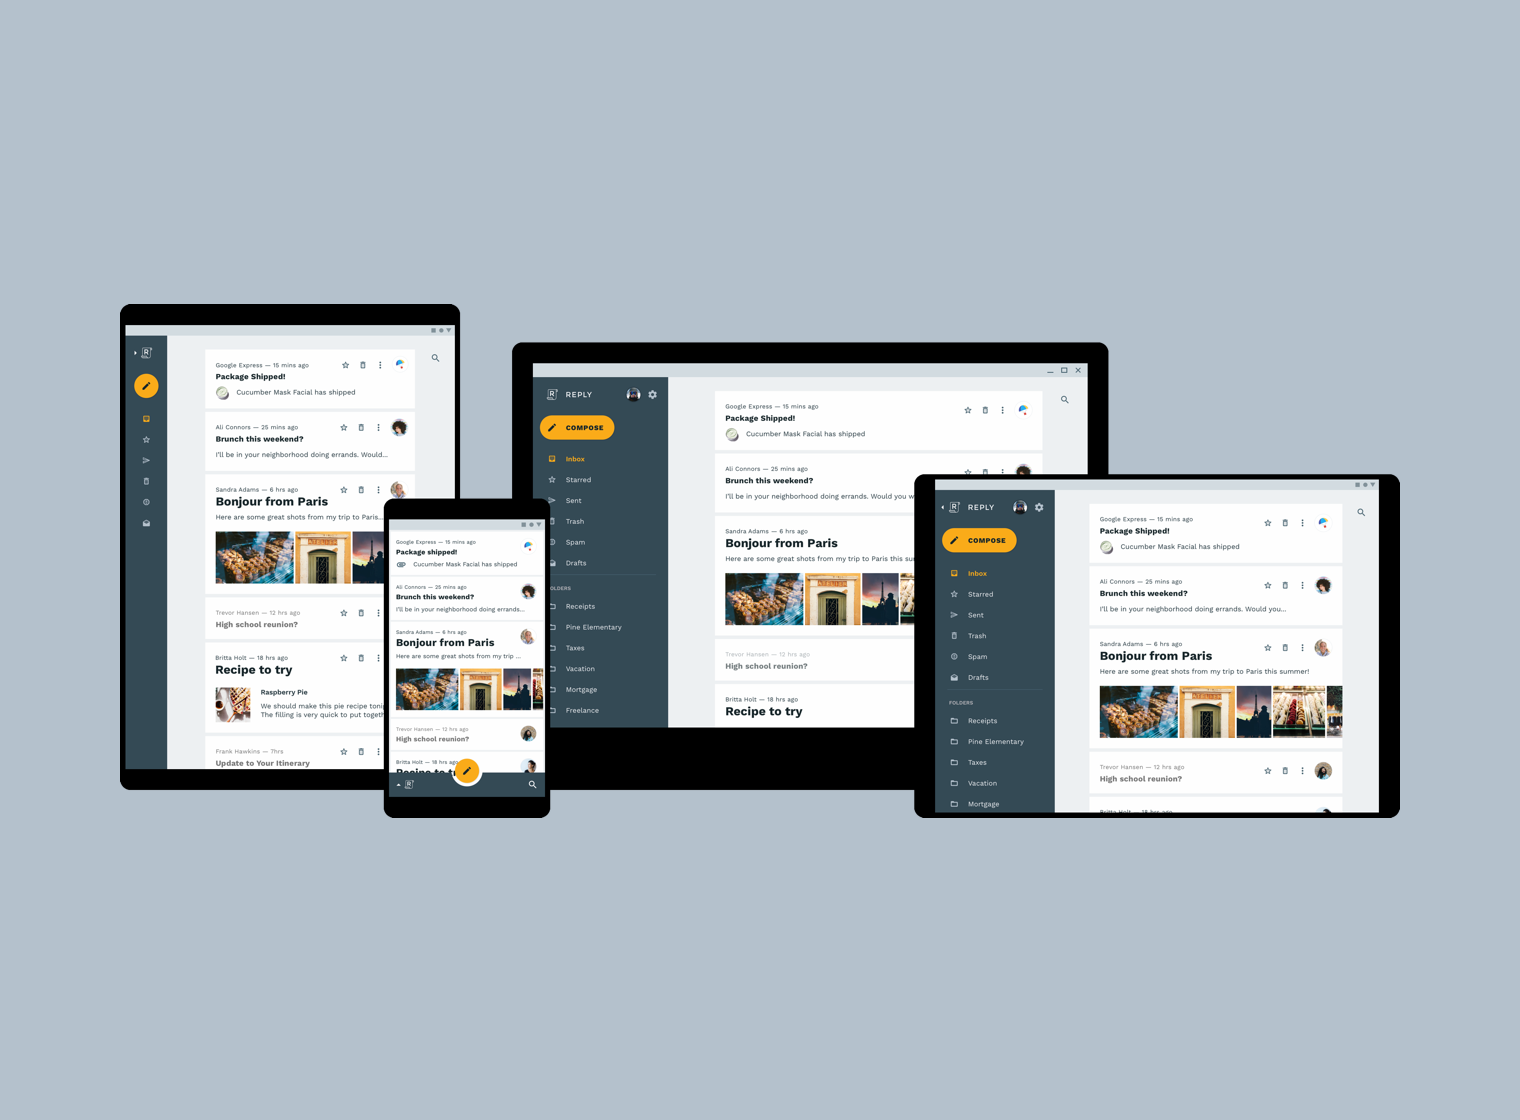 Google Express — 15 mins ago
Package Shipped!
Cucumber Mask Facial has shipped
Ali Connors — 25 mins ago
Brunch this weekend?
I'll be in your neighborhood doing errands. Would...
Sandra Adams — 6 hrs ago
Bonjour from Paris
Here are some great shots from my trip to Paris...
Trevor Hansen — 12 hrs ago
High school reunion?
Britta Holt — 18 hrs ago
Recipe to try
Raspberry Pie
We should make this pie recipe
The filling is very quick to put
Frank Hawkins — 7hrs
Update to Your Itinerary
Google Express — 15 mins ago
Package shipped!
Cucumber Mask Facial has shipped
Ali Connors — 25 mins ago
Brunch this weekend?
I'll be in your neighborhood doing errands...
Sandra Adams — 6 hrs ago
Bonjour from Paris
Here are some great shots from my trip ...
Trevor Hansen — 12 hrs ago
High school reunion?
Britta Holt — 18 hrs ago
Recipe to
REPLY
COMPOSE
Inbox
Starred
Sent
Trash
Spam
Drafts
FOLDERS
Receipts
Pine Elementary
Taxes
Vacation
Mortgage
Freelance
Google Express — 15 mins ago
Package Shipped!
Cucumber Mask Facial has shipped
Ali Connors — 25 mins ago
Brunch this weekend?
I'll be in your neighborhood doing errands. Would you
Sandra Adams — 6 hrs ago
Bonjour from Paris
Here are some great shots from my trip to Paris this
Trevor Hansen — 12 hrs ago
High school reunion?
Britta Holt — 18 hrs ago
Recipe to try
REPLY
COMPOSE
Inbox
Starred
Sent
Trash
Spam
Drafts
FOLDERS
Receipts
Pine Elementary
Taxes
Vacation
Mortgage
Google Express — 15 mins ago
Package Shipped!
Cucumber Mask Facial has shipped
Ali Connors — 25 mins ago
Brunch this weekend?
I'll be in your neighborhood doing errands. Would you...
Sandra Adams — 6 hrs ago
Bonjour from Paris
Here are some great shots from my trip to Paris this summer!
Trevor Hansen — 12 hrs ago
High school reunion?
Britta Holt — 18 hrs ago